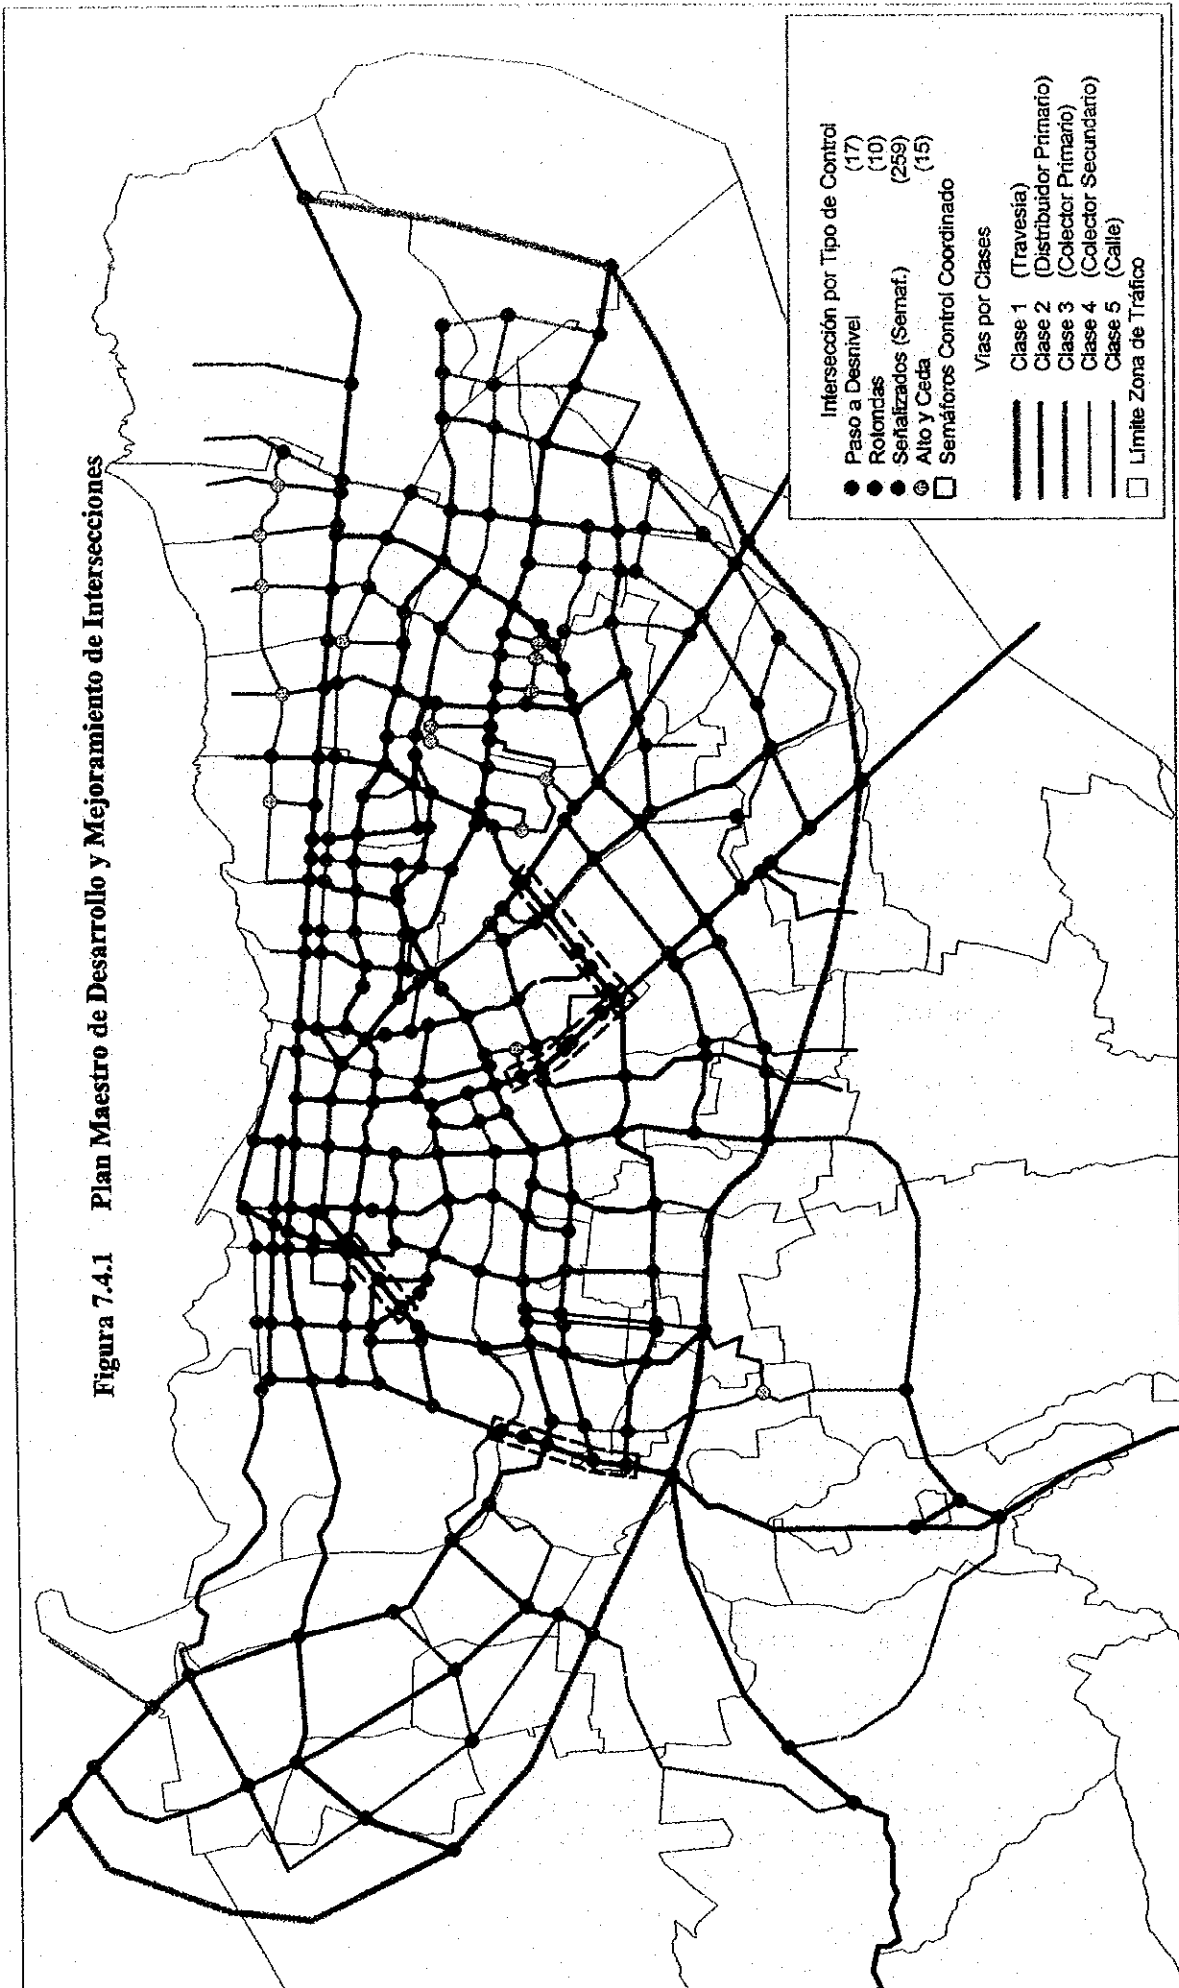 Figura 7.4.1 Plan Maestro de Desarrollo y Mejoramiento de Intersecciones
Intersección por Tipo de Control
Paso a Desnivel (17)
Rotondas (10)
Señalizados (Semaf.) (259)
Alto y Ceda (15)
Semáforos Control Coordinado
Vías por Clases
Clase 1 (Travesía)
Clase 2 (Distribuidor Primario)
Clase 3 (Colector Primario)
Clase 4 (Colector Secundario)
Clase 5 (Calle)
Limite Zona de Tráfico